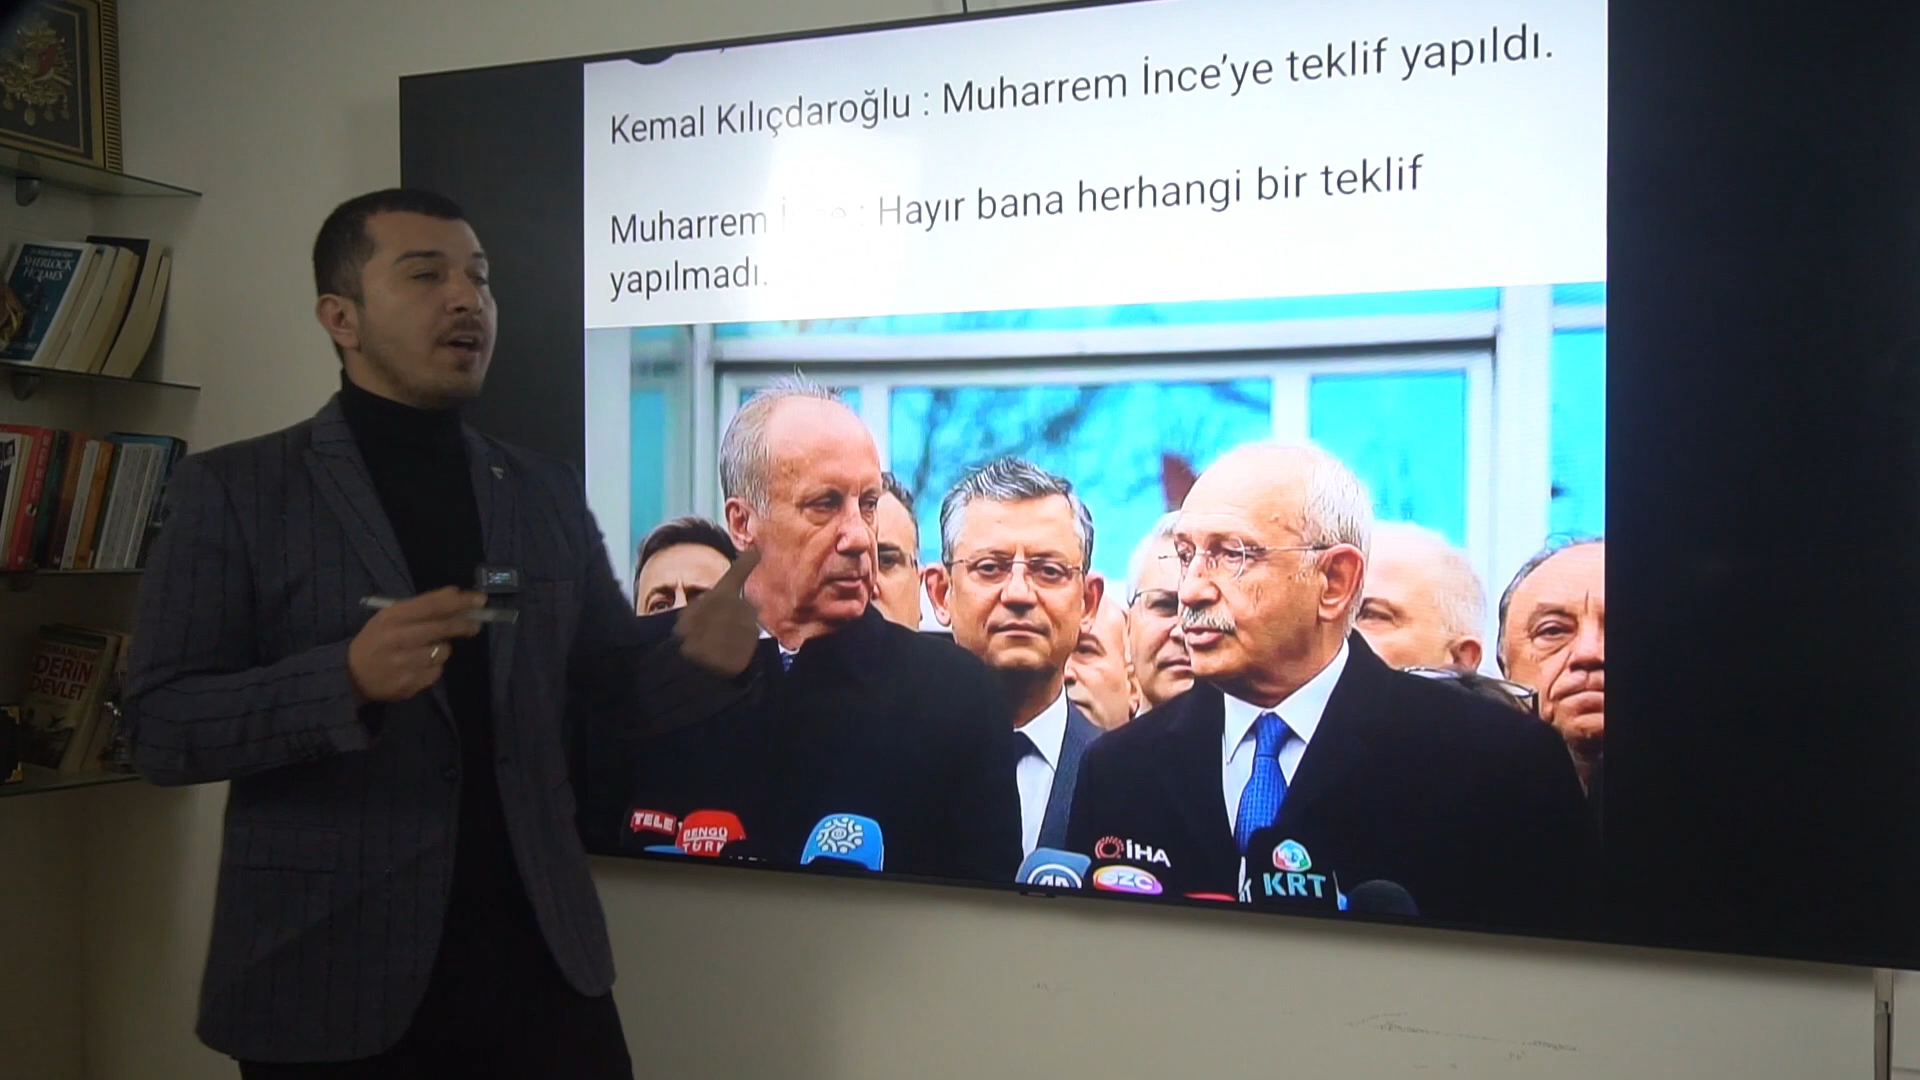 Kemal Kılıçdaroğlu : Muharrem İnce'ye teklif yapıldı.
Muharrem İnce : Hayır bana herhangi bir teklif
yapılmadı.
SHERLOCK
HOLMES
DERİN
DEVLET
TELE
BENGÜ
TÜRK
AA
İHA
SZC
KRT